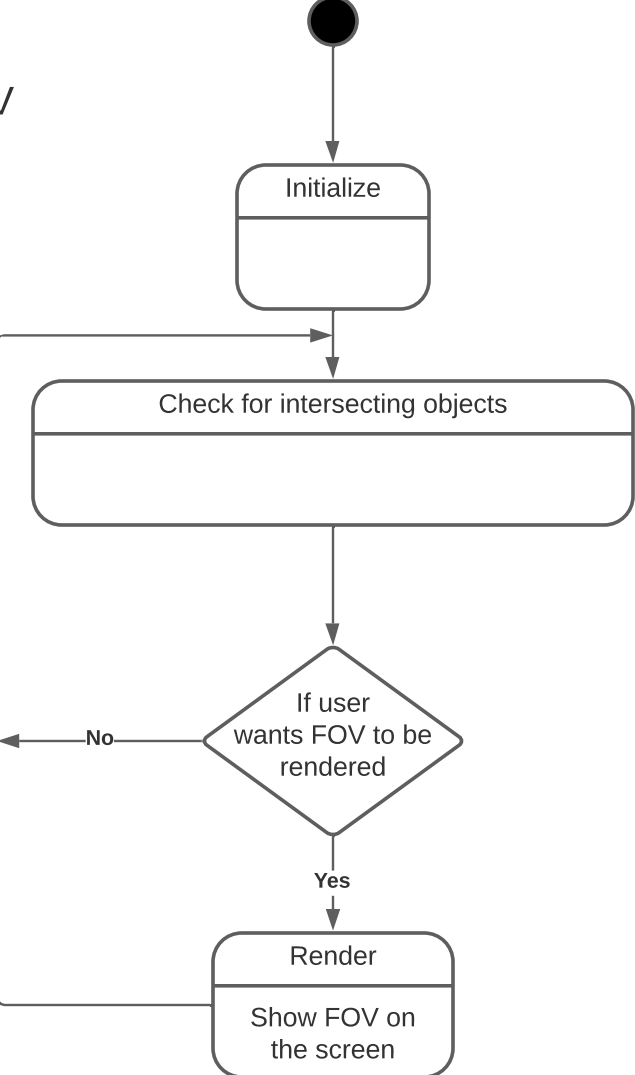 Initialize
Check for intersecting objects
If user
wants FOV to be
rendered
No
Yes
Render
Show FOV on
the screen